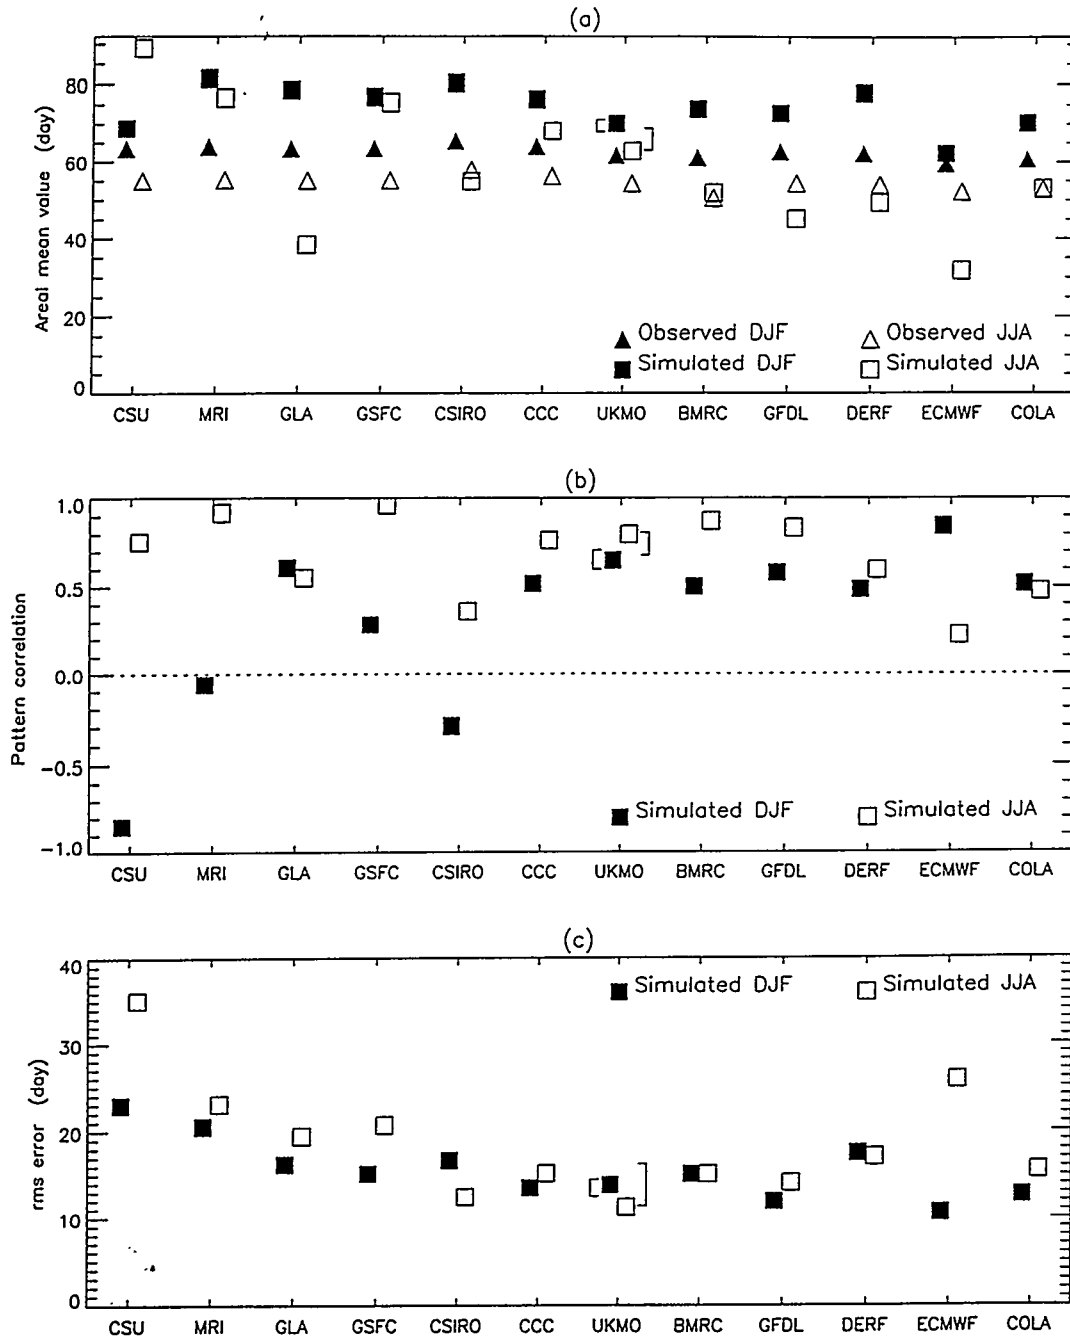 (a)
Areal mean value (day)
80
60
40
20
0
Observed DJF
Observed JJA
Simulated DJF
Simulated JJA
CSU MRI GLA GSFC CSIRO CCC UKMO BMRC GFDL DERF ECMWF COLA
(b)
Pattern correlation
1.0
0.5
0.0
-0.5
-1.0
Simulated DJF
Simulated JJA
CSU MRI GLA GSFC CSIRO CCC UKMO BMRC GFDL DERF ECMWF COLA
(c)
rms error (day)
40
30
20
10
0
Simulated DJF
Simulated JJA
CSU MRI GLA GSFC CSIRO CCC UKMO BMRC GFDL DERF ECMWF COLA